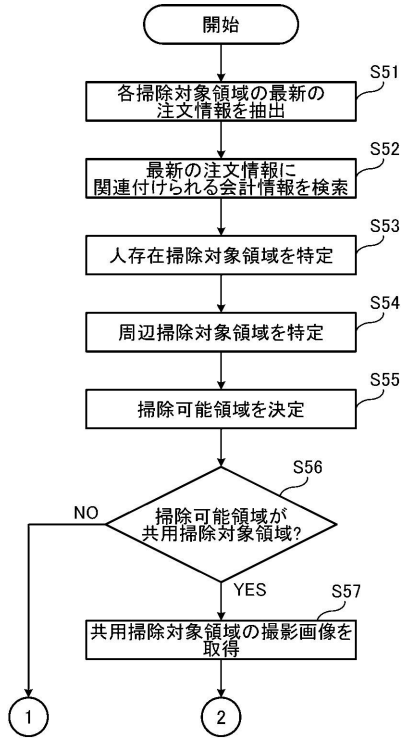 開始
S51
各掃除対象領域の最新の
注文情報を抽出
S52
最新の注文情報に
関連付けられる会計情報を検索
S53
人存在掃除対象領域を特定
S54
周辺掃除対象領域を特定
S55
掃除可能領域を決定
S56
掃除可能領域が
共用掃除対象領域?
NO
YES
S57
共用掃除対象領域の撮影画像を
取得
1
2